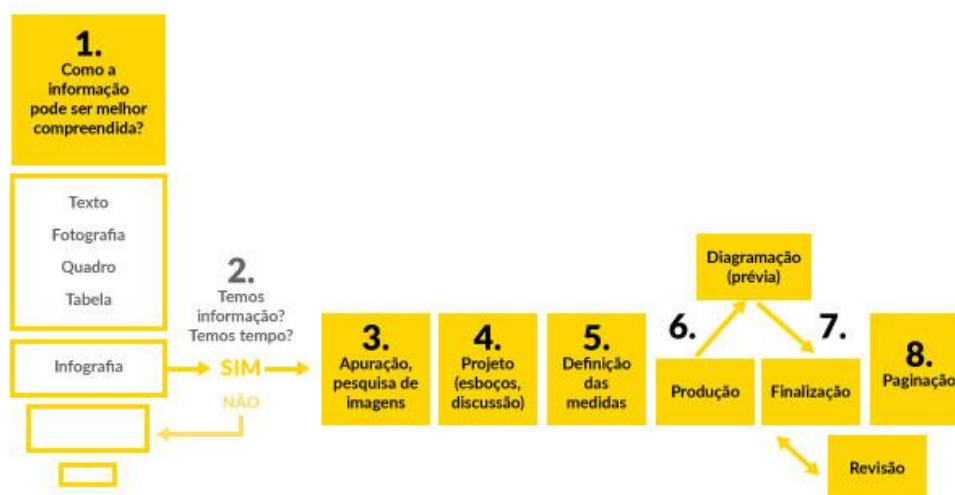 1.
Como a
informação
pode ser melhor
compreendida?
Texto
Fotografia
Quadro
Tabela
Infografia
2.
Temos
informação?
Temos tempo?
SIM
NÃO
3.
Apuração,
pesquisa de
imagens
4.
Projeto
(esboços,
discussão)
5.
Definição
das
medidas
6.
Produção
Diagramação
(prévia)
7.
Finalização
Revisão
8.
Paginação